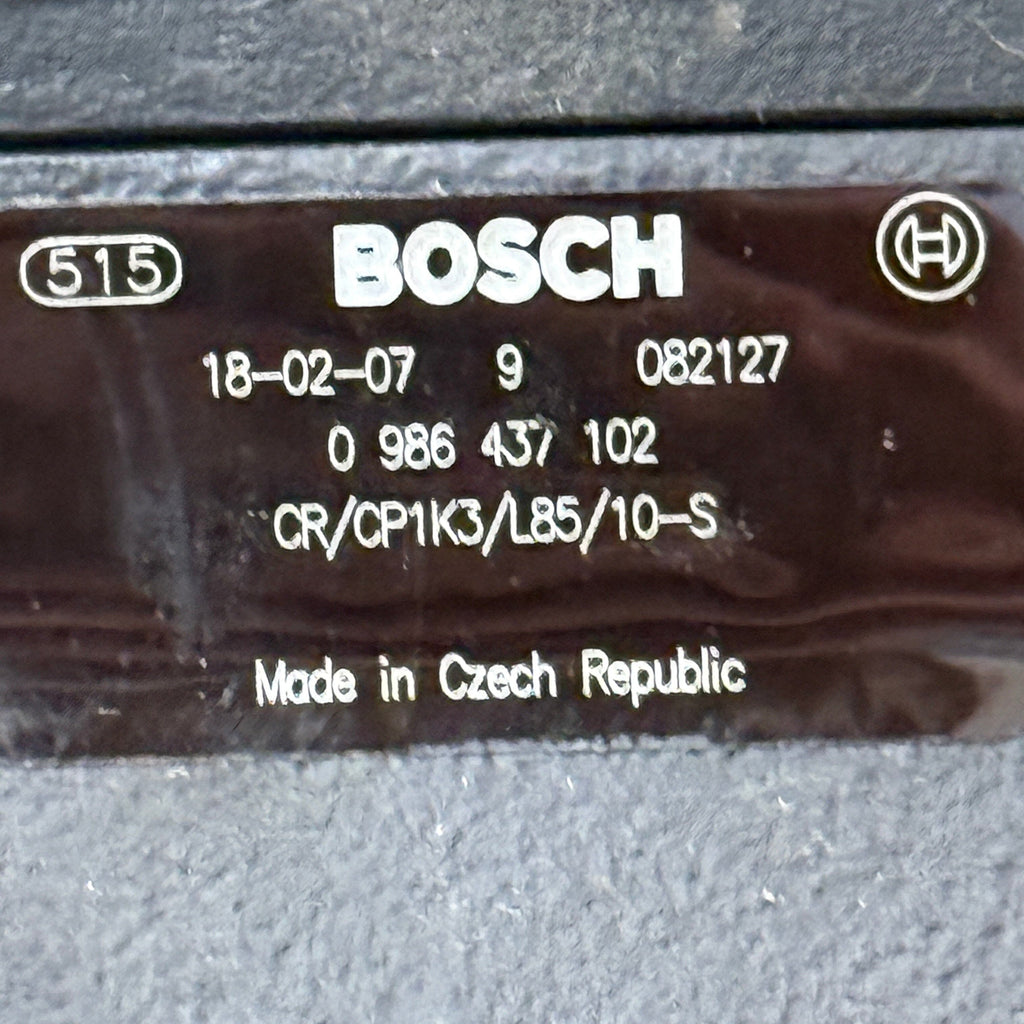 515 BOSCH
18-02-07 9 082127
0 986 437 102
CR/CP1K3/L85/10-S
Made in Czech Republic